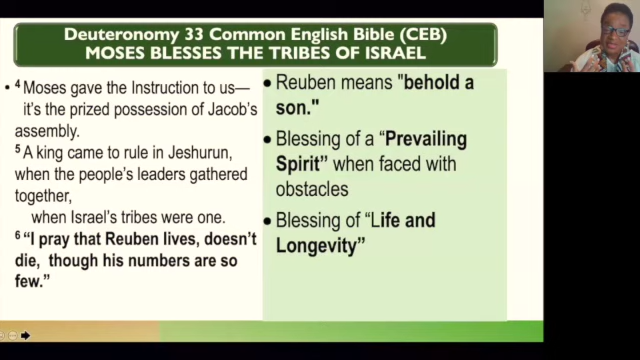 Deuteronomy 33 Common English Bible (CEB)
MOSES BLESSES THE TRIBES OF ISRAEL
• 4 Moses gave the Instruction to us—
it's the prized possession of Jacob's
assembly.
5 A king came to rule in Jeshurun,
when the people's leaders gathered
together,
when Israel's tribes were one.
6 “I pray that Reuben lives, doesn't
die, though his numbers are so
few.”
• Reuben means "behold a
son."
• Blessing of a “Prevailing
Spirit” when faced with
obstacles
• Blessing of “Life and
Longevity”